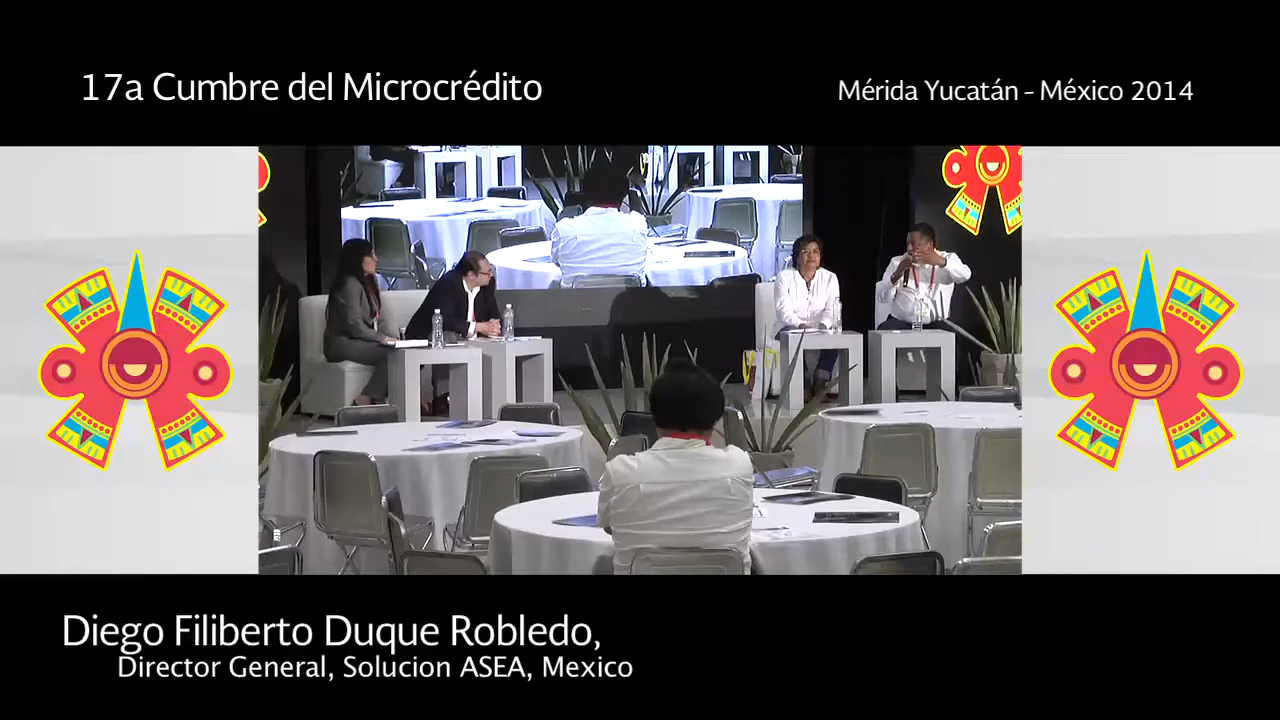 17a Cumbre del Microcrédito
Mérida Yucatán - México 2014
Diego Filiberto Duque Robledo,
Director General, Solucion ASEA, Mexico